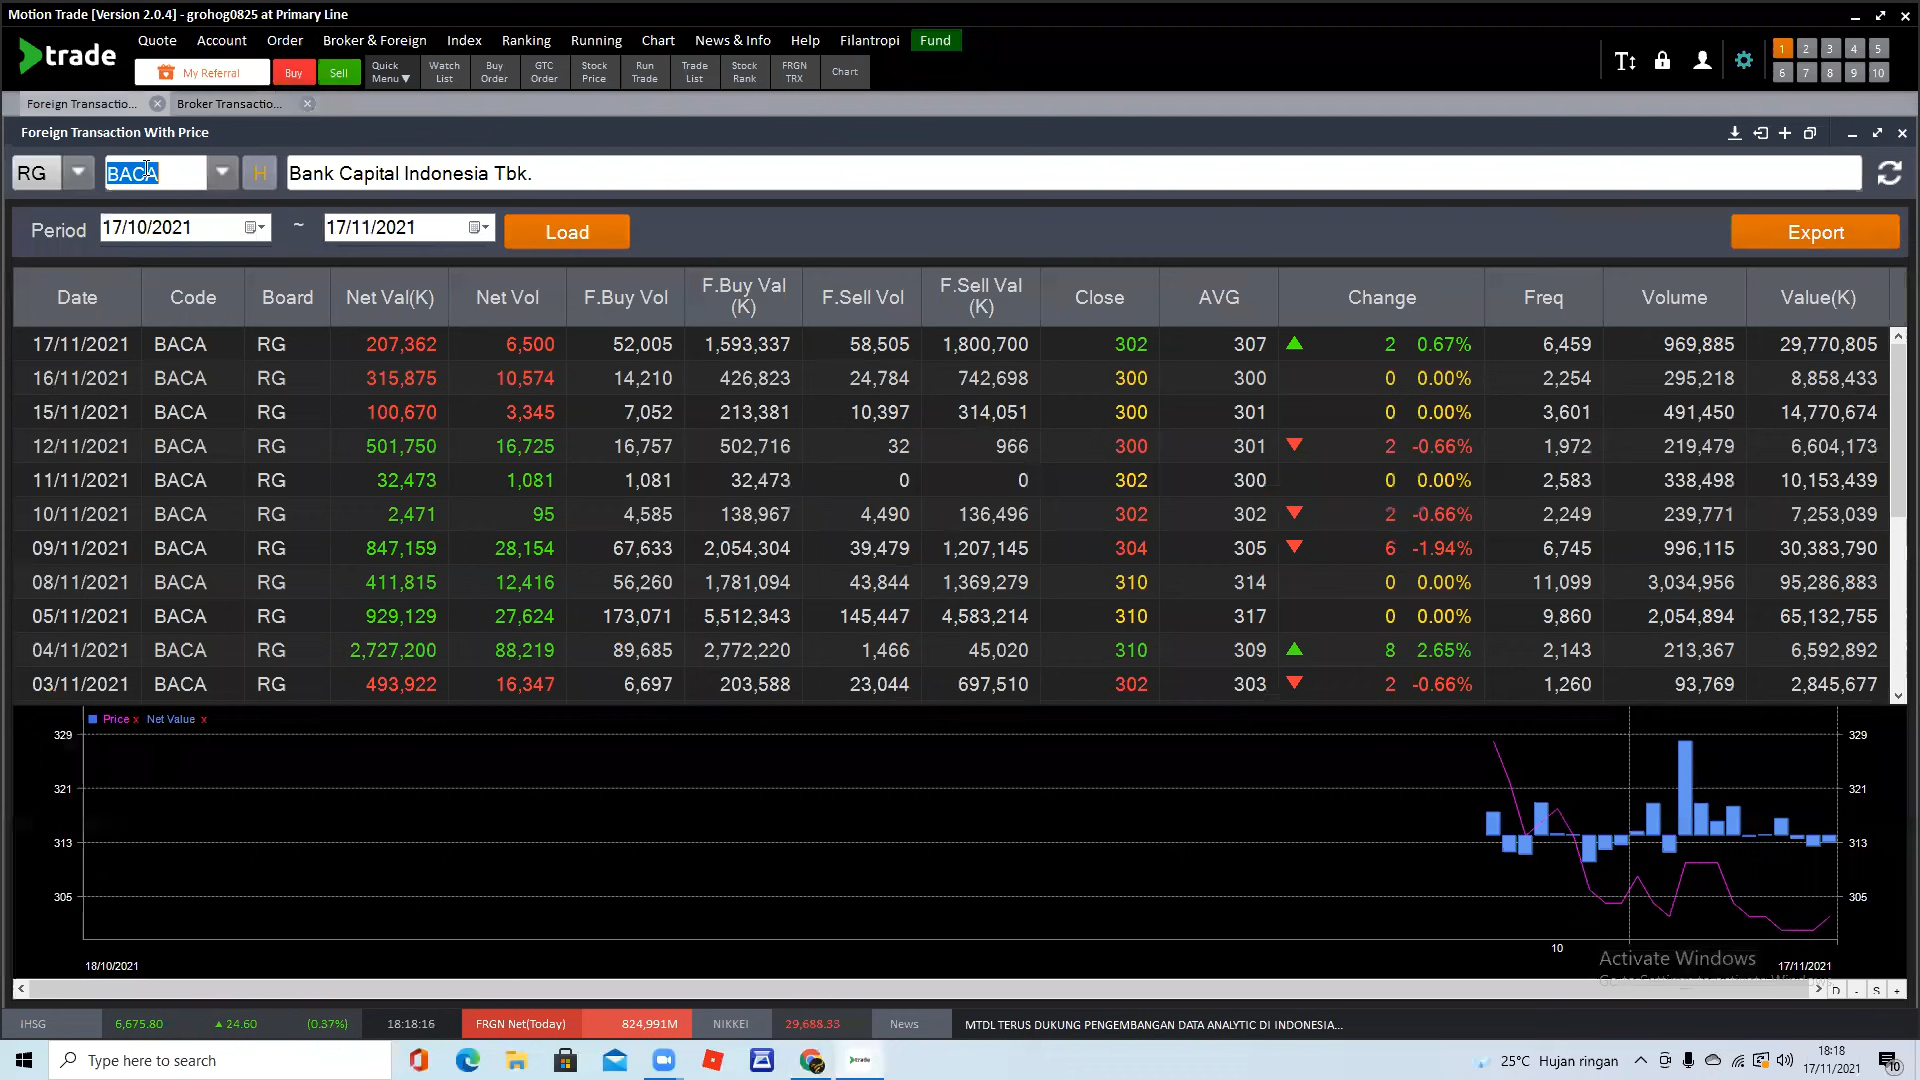 Motion Trade [Version 2.0.4] - grohog0825 at Primary Line
trade
Quote Account Order Broker & Foreign Index Ranking Running Chart News & Info Help Filantropi Fund
My Referral Buy Sell Quick Menu▼ Watch List Buy Order GTC Order Stock Price Run Trade Trade List Stock Rank FRGN TRX Chart
1 2 3 4 5
6 7 8 9 10
Foreign Transactio... Broker Transactio...
Foreign Transaction With Price
RG BACA H Bank Capital Indonesia Tbk.
Period 17/10/2021 ~ 17/11/2021 Load Export
Date Code Board Net Val(K) Net Vol F.Buy Vol F.Buy Val (K) F.Sell Vol F.Sell Val (K) Close AVG Change Freq Volume Value(K)
17/11/2021 BACA RG 207,362 6,500 52,005 1,593,337 58,505 1,800,700 302 307 ▲ 2 0.67% 6,459 969,885 29,770,805
16/11/2021 BACA RG 315,875 10,574 14,210 426,823 24,784 742,698 300 300 0 0.00% 2,254 295,218 8,858,433
15/11/2021 BACA RG 100,670 3,345 7,052 213,381 10,397 314,051 300 301 0 0.00% 3,601 491,450 14,770,674
12/11/2021 BACA RG 501,750 16,725 16,757 502,716 32 966 300 301 ▼ 2 -0.66% 1,972 219,479 6,604,173
11/11/2021 BACA RG 32,473 1,081 1,081 32,473 0 0 302 300 0 0.00% 2,583 338,498 10,153,439
10/11/2021 BACA RG 2,471 95 4,585 138,967 4,490 136,496 302 302 ▼ 2 -0.66% 2,249 239,771 7,253,039
09/11/2021 BACA RG 847,159 28,154 67,633 2,054,304 39,479 1,207,145 304 305 ▼ 6 -1.94% 6,745 996,115 30,383,790
08/11/2021 BACA RG 411,815 12,416 56,260 1,781,094 43,844 1,369,279 310 314 0 0.00% 11,099 3,034,956 95,286,883
05/11/2021 BACA RG 929,129 27,624 173,071 5,512,343 145,447 4,583,214 310 317 0 0.00% 9,860 2,054,894 65,132,755
04/11/2021 BACA RG 2,727,200 88,219 89,685 2,772,220 1,466 45,020 310 309 ▲ 8 2.65% 2,143 213,367 6,592,892
03/11/2021 BACA RG 493,922 16,347 6,697 203,588 23,044 697,510 302 303 ▼ 2 -0.66% 1,260 93,769 2,845,677
Price x Net Value x
329 329
321 321
313 313
305 305
10
Activate Windows
18/10/2021 17/11/2021
D - S +
IHSG 6,675.80 ▲ 24.60 (0.37%) 18:18:16 FRGN Net(Today) 824,991M NIKKEI 29,688.33 News MTDL TERUS DUKUNG PENGEMBANGAN DATA ANALYTIC DI INDONESIA...
Type here to search trade 25°C Hujan ringan 18:18
17/11/2021 10